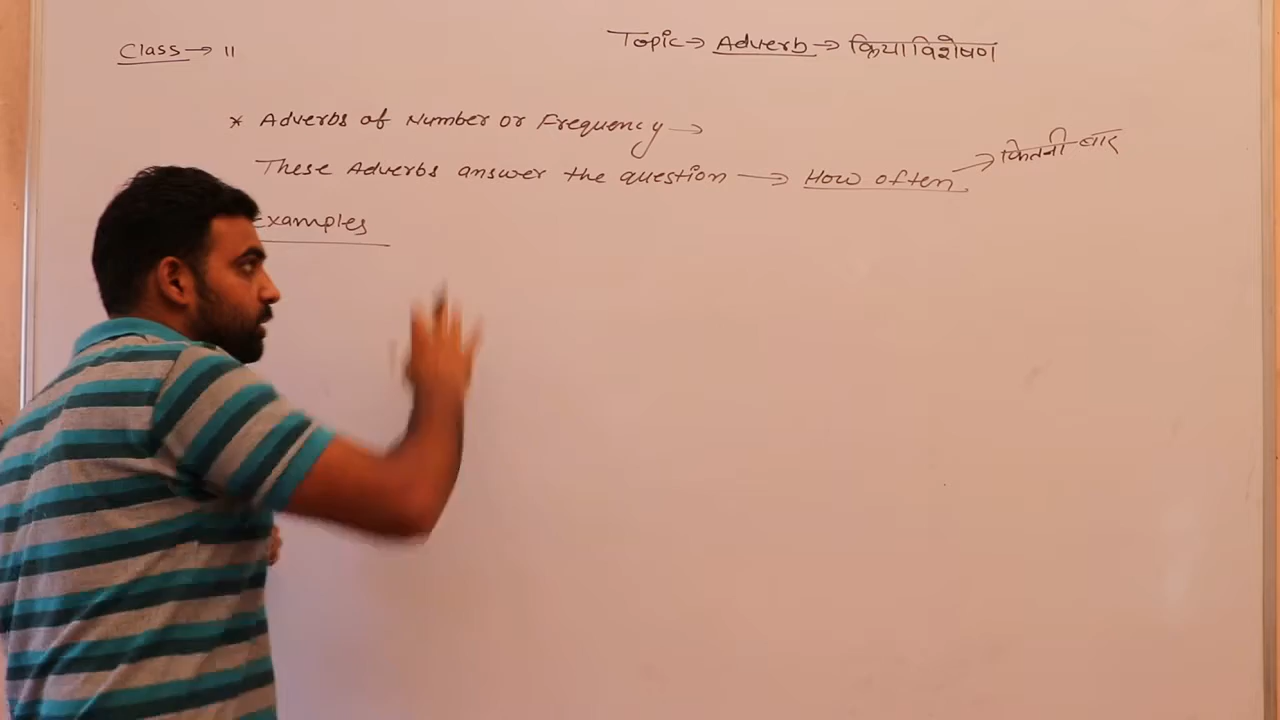 Class → 11
Topic → Adverb → क्रियाविशेषण
* Adverbs of Number or Frequency →
These Adverbs answer the question → How often. → कितनी बार
Examples